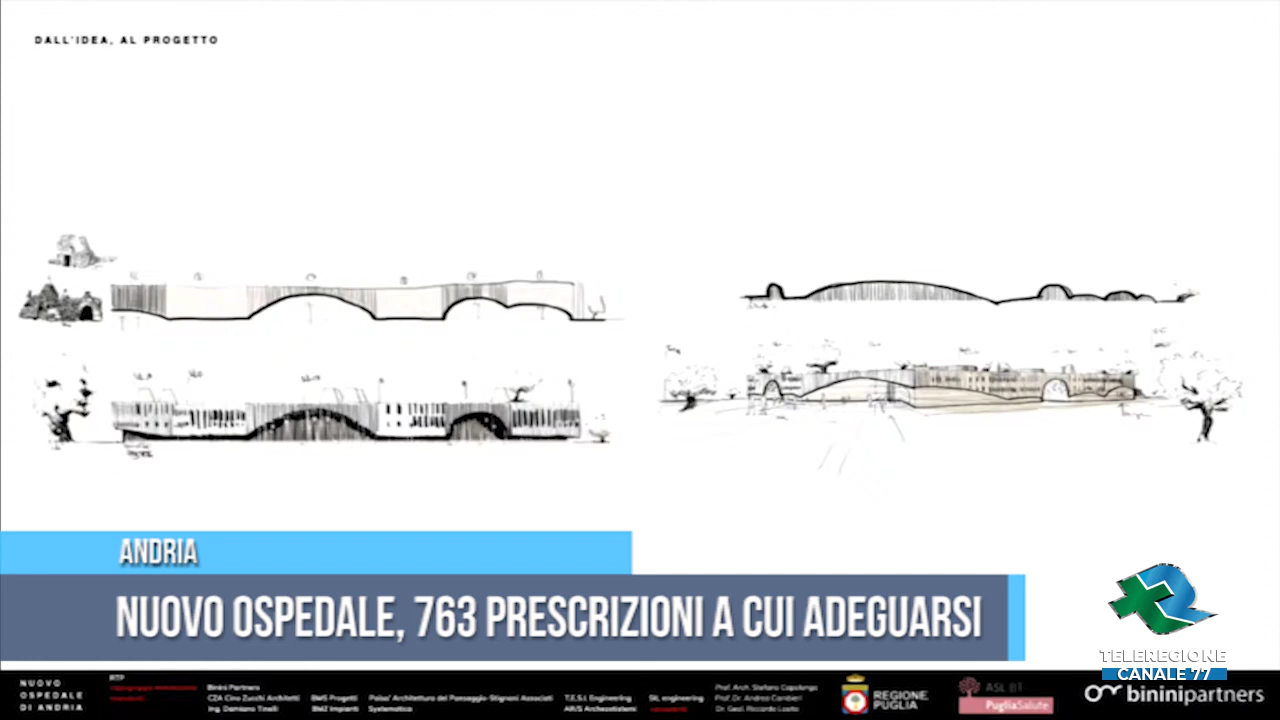 DALL'IDEA, AL PROGETTO
ANDRIA
NUOVO OSPEDALE, 763 PRESCRIZIONI A CUI ADEGUARSI
TELEREGIONE
CANALE 77
NUOVO
OSPEDALE
DI ANDRIA
RTP
Binini Partners
CZA Cino Zucchi Architetti
Ing. Damiano Tinelli
BMS Progetti
BMZ Impianti
Paisa' Architettura del Paesaggio-Stignani Associati
Systematica
T.E.S.I. Engineering
AR/S Archeosistemi
SIL engineering
Prof. Arch. Stefano Capolongo
Prof. Dr. Andrea Cambieri
Dr. Geol. Riccardo Losito
REGIONE
PUGLIA
ASL BT
PugliaSalute
bininipartners